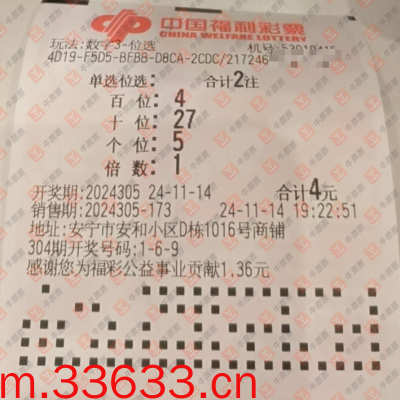 中国福利彩票
CHINA WELFARE LOTTERY
玩法:数字3-位选
4D19-F5D5-BFBB-D8CA-2CDC/217246
单选位选: 合计2注
百 位: 4
十 位: 27
个 位: 5
倍 数: 1
开奖期:2024305 24-11-14 合计4元
销售期:2024305-173 24-11-14 19:22:51
地址:安宁市安和小区D栋1016号商铺
304期开奖号码:1-6-9
感谢您为福彩公益事业贡献1.36元
m.33633.cn